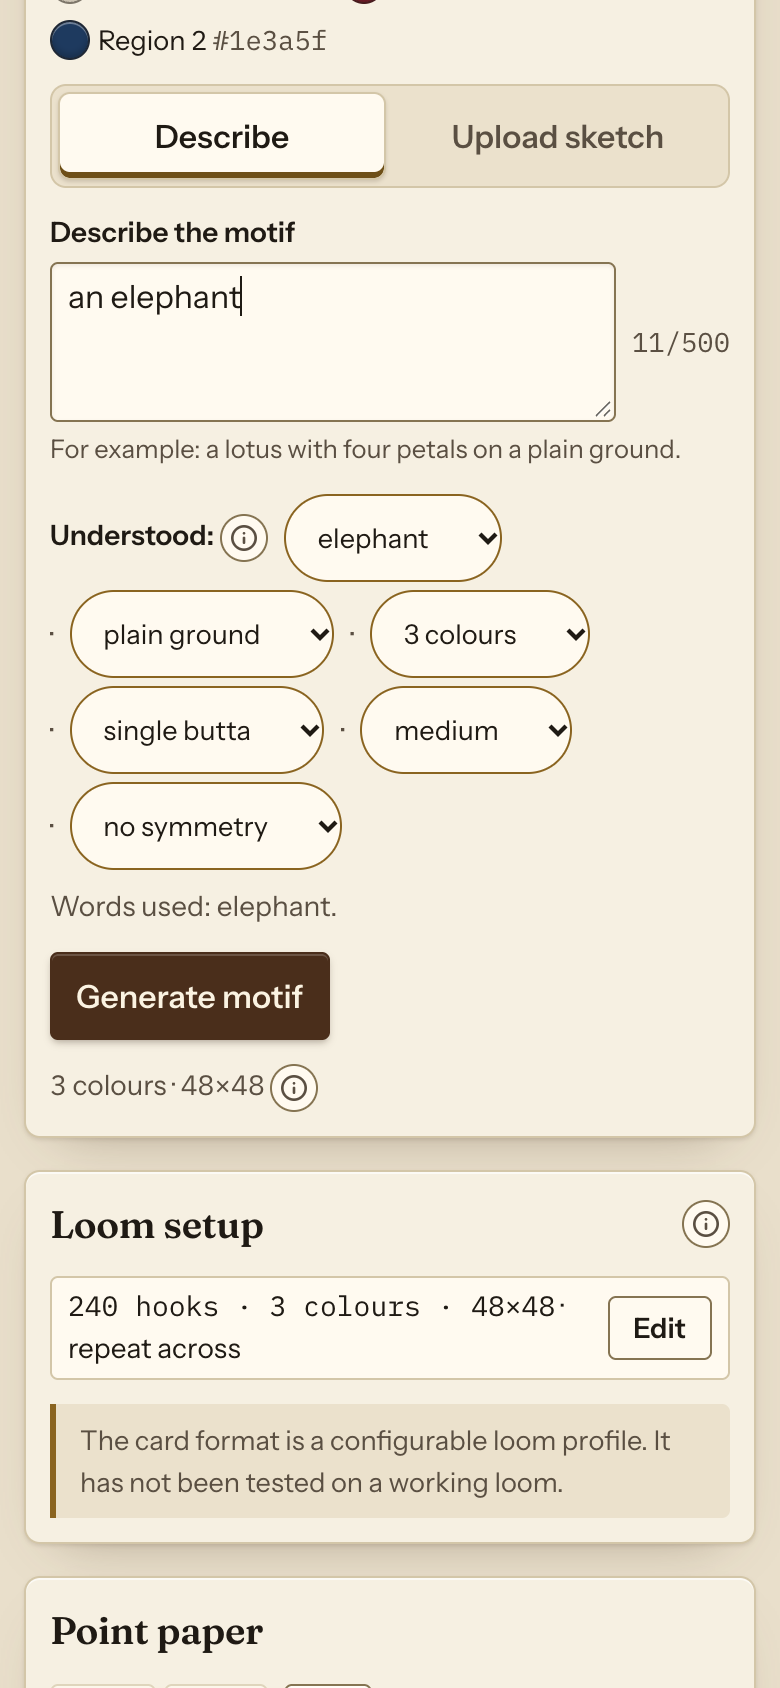 Region 2 #1e3a5f
Describe
Upload sketch
Describe the motif
an elephant
11/500
For example: a lotus with four petals on a plain ground.
Understood: elephant
· plain ground · 3 colours
· single butta · medium
· no symmetry
Words used: elephant.
Generate motif
3 colours · 48×48
Loom setup
240 hooks · 3 colours · 48×48 ·
repeat across
Edit
The card format is a configurable loom profile. It
has not been tested on a working loom.
Point paper